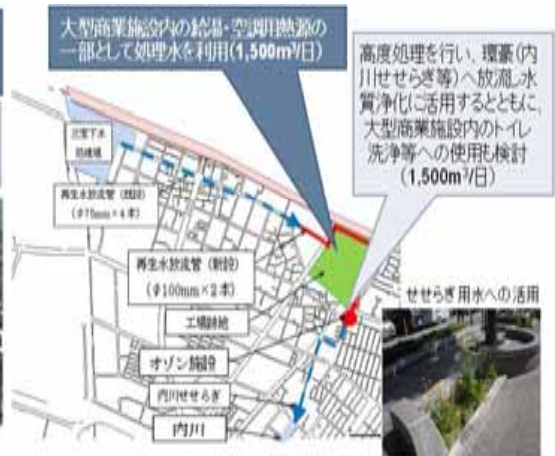 大型商業施設内の給湯・空調用熱源の
一部として処理水を利用(1,500m³/日)
高度処理を行い、環豪(内
川せせらぎ等)へ放流し水
質浄化に活用するとともに、
大型商業施設内のトイレ
洗浄等への使用も検討
(1,500m³/日)
三宝下水
処理場
再生水放流管(既設)
(φ75mm×4本)
再生水放流管(新設)
(φ100mm×2本)
工場跡地
オゾン施設
内川せせらぎ
内川
せせらぎ用水への活用